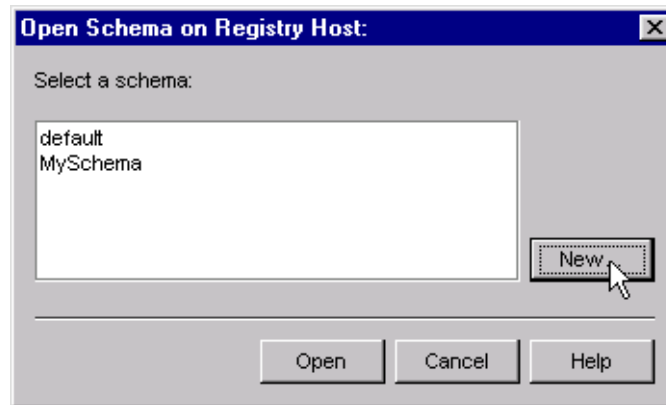 Open Schema on Registry Host:
Select a schema:
default
MySchema
New...
Open Cancel Help